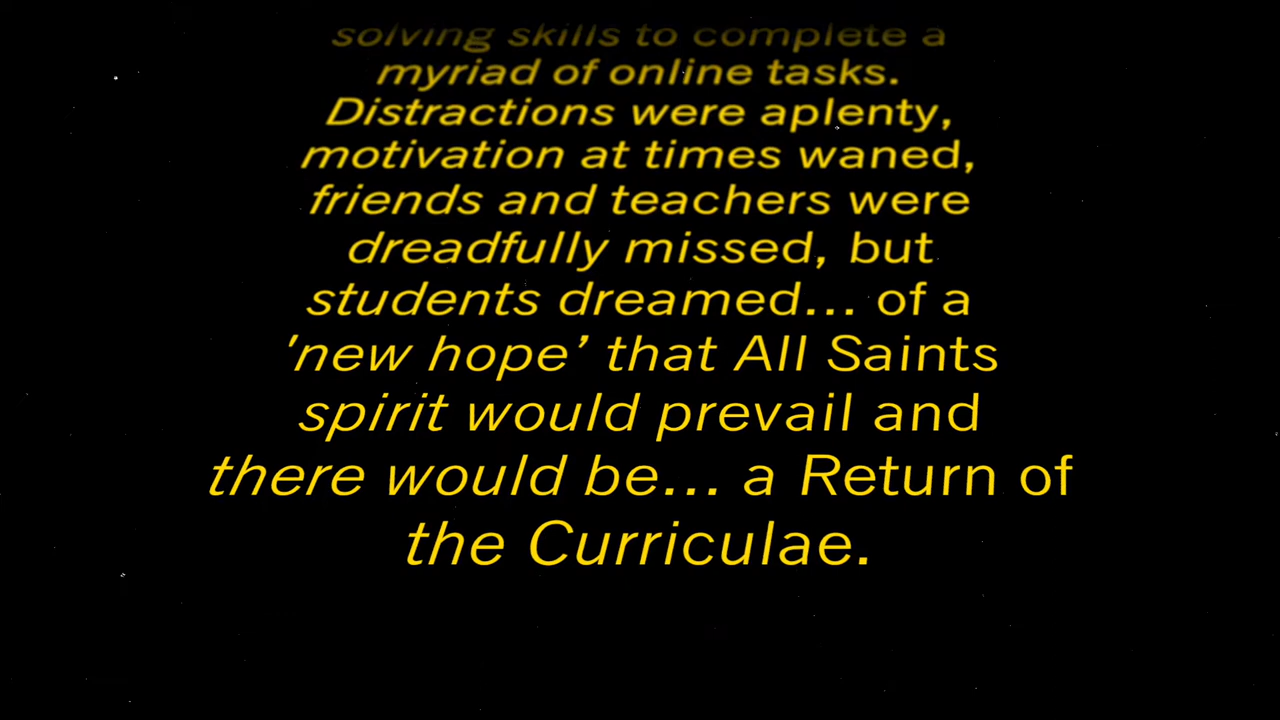 solving skills to complete a
myriad of online tasks.
Distractions were aplenty,
motivation at times waned,
friends and teachers were
dreadfully missed, but
students dreamed... of a
'new hope’ that All Saints
spirit would prevail and
there would be... a Return of
the Curriculae.